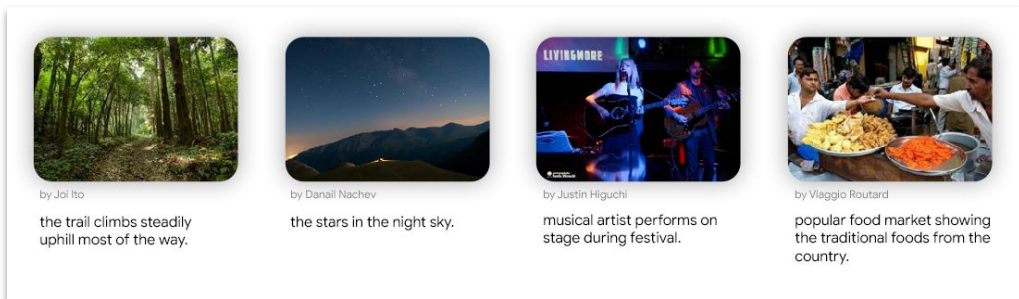 LIVINGMORE
by Joi Ito
the trail climbs steadily
uphill most of the way.
by Danail Nachev
the stars in the night sky.
by Justin Higuchi
musical artist performs on
stage during festival.
by Viaggio Routard
popular food market showing
the traditional foods from the
country.